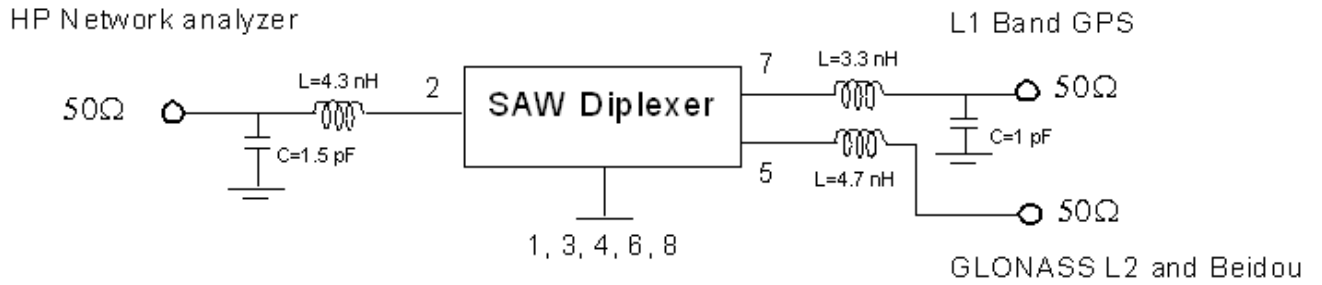 HP Network analyzer
L1 Band GPS
L=4.3 nH
2
7
L=3.3 nH
50Ω
SAW Diplexer
50Ω
C=1.5 pF
C=1 pF
5
L=4.7 nH
50Ω
1, 3, 4, 6, 8
GLONASS L2 and Beidou